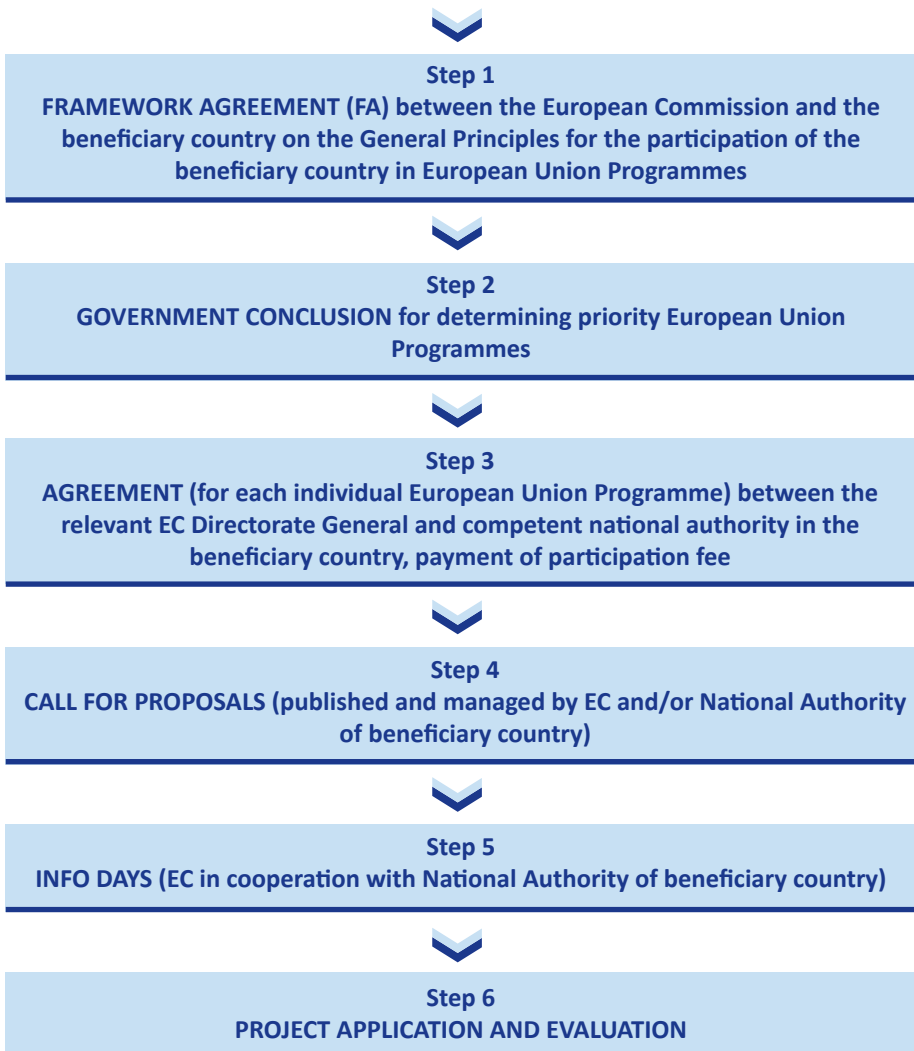 Step 1
FRAMEWORK AGREEMENT (FA) between the European Commission and the
beneficiary country on the General Principles for the participation of the
beneficiary country in European Union Programmes
Step 2
GOVERNMENT CONCLUSION for determining priority European Union
Programmes
Step 3
AGREEMENT (for each individual European Union Programme) between the
relevant EC Directorate General and competent national authority in the
beneficiary country, payment of participation fee
Step 4
CALL FOR PROPOSALS (published and managed by EC and/or National Authority
of beneficiary country)
Step 5
INFO DAYS (EC in cooperation with National Authority of beneficiary country)
Step 6
PROJECT APPLICATION AND EVALUATION